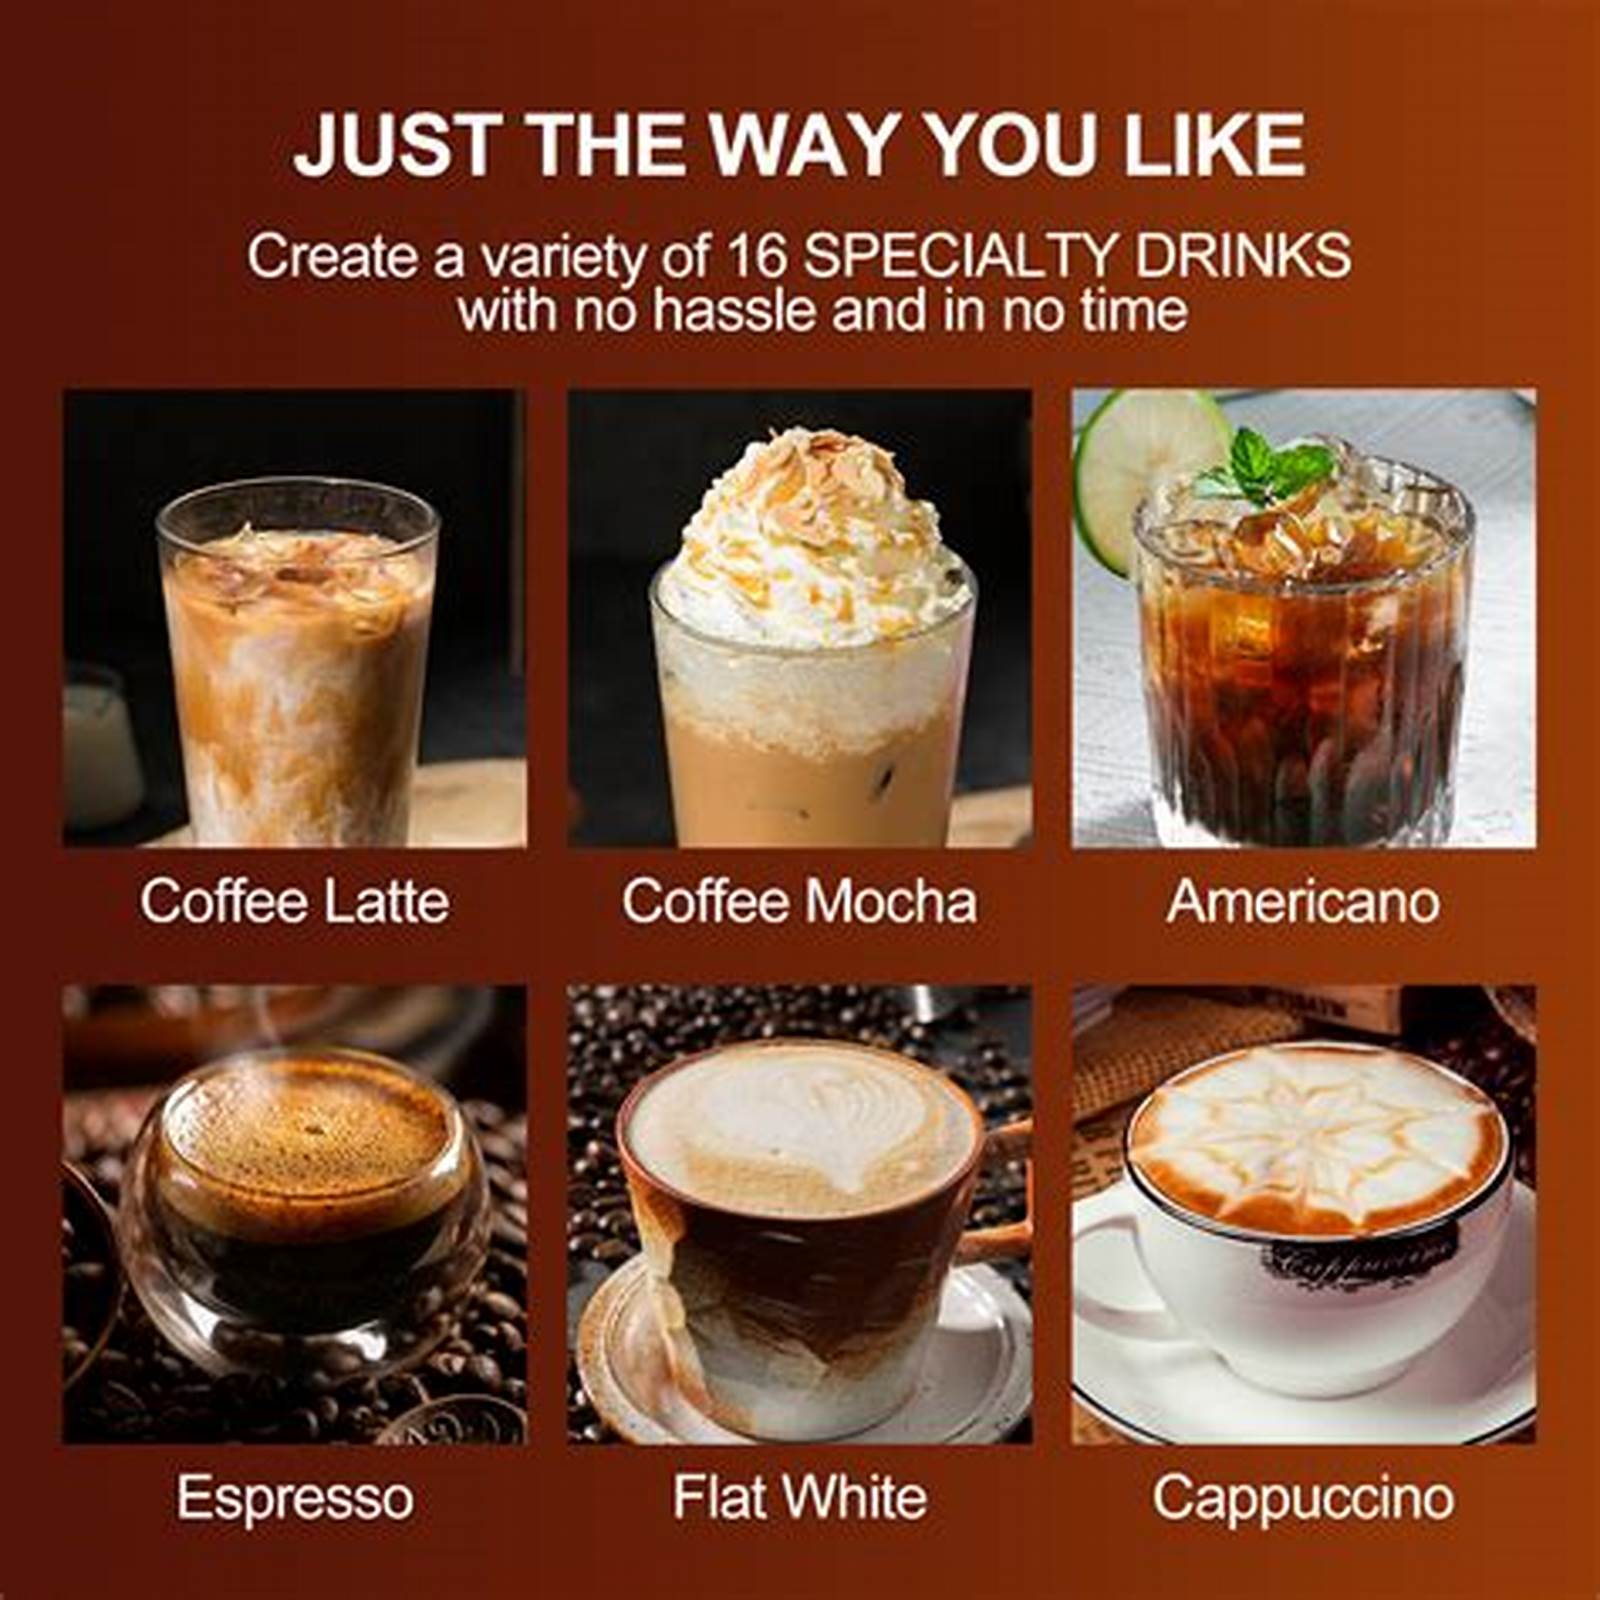 JUST THE WAY YOU LIKE
Create a variety of 16 SPECIALTY DRINKS
with no hassle and in no time
Coffee Latte
Coffee Mocha
Americano
Cappuccino
Espresso
Flat White
Cappuccino